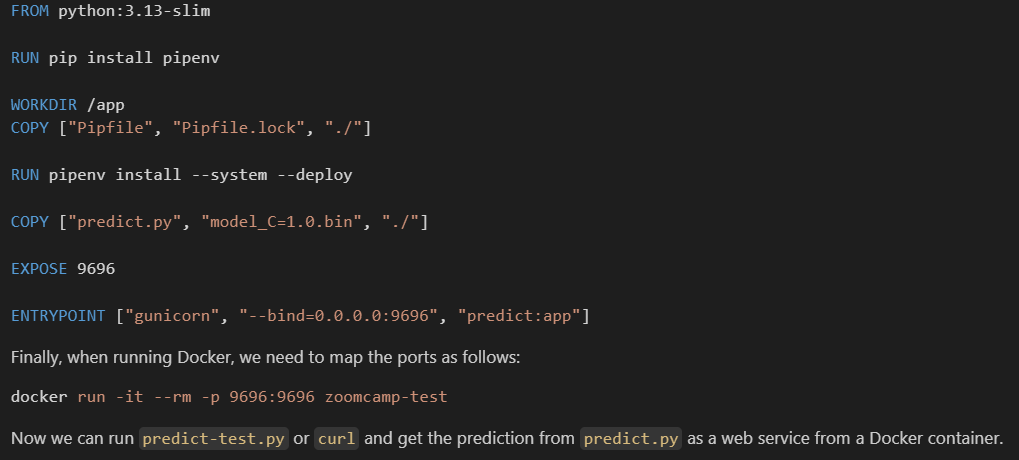 FROM python:3.13-slim
RUN pip install pipenv
WORKDIR /app
COPY ["Pipfile", "Pipfile.lock", "./"]
RUN pipenv install --system --deploy
COPY ["predict.py", "model_C=1.0.bin", "./"]
EXPOSE 9696
ENTRYPOINT ["gunicorn", "--bind=0.0.0.0:9696", "predict:app"]
Finally, when running Docker, we need to map the ports as follows:
docker run -it --rm -p 9696:9696 zoomcamp-test
Now we can run predict-test.py or curl and get the prediction from predict.py as a web service from a Docker container.